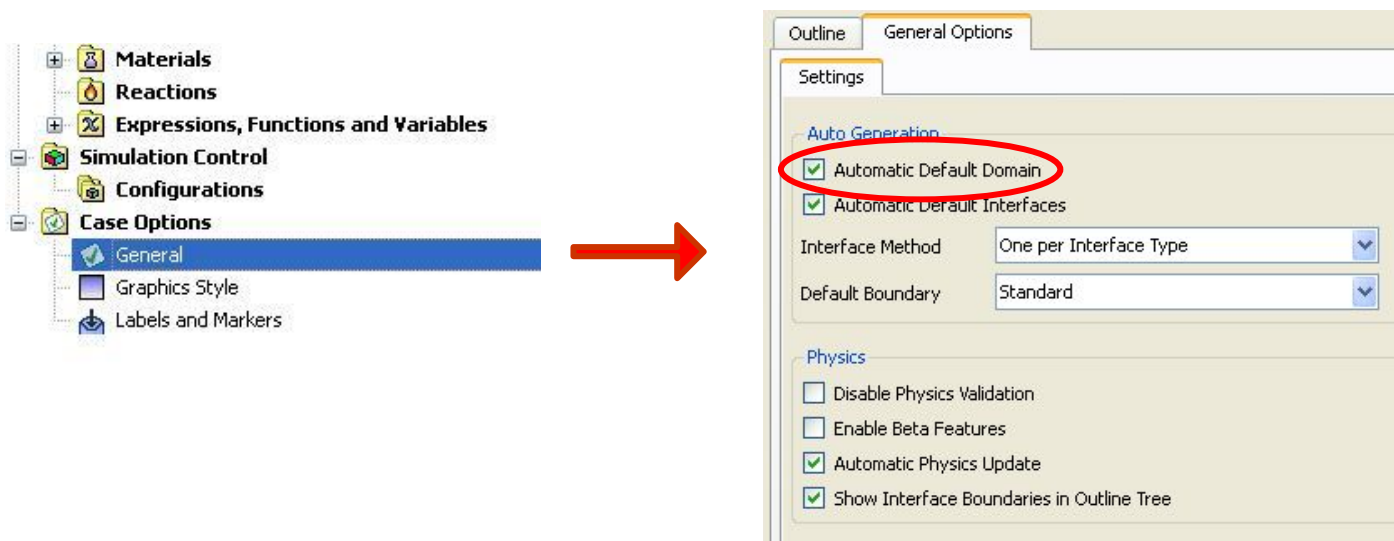 Materials
Reactions
Expressions, Functions and Variables
Simulation Control
Configurations
Case Options
General
Graphics Style
Labels and Markers
Outline General Options
Settings
Auto Generation
Automatic Default Domain
Automatic Default Interfaces
Interface Method One per Interface Type
Default Boundary Standard
Physics
Disable Physics Validation
Enable Beta Features
Automatic Physics Update
Show Interface Boundaries in Outline Tree